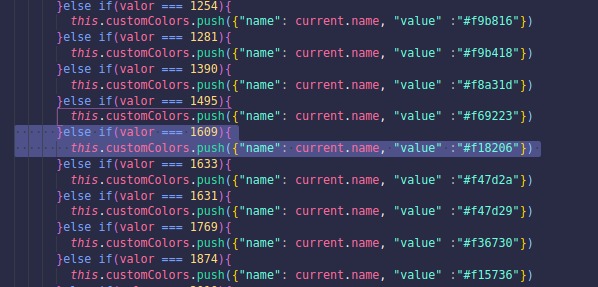 }else if(valor === 1254){
this.customColors.push({"name": current.name, "value" :"#f9b816"})
}else if(valor === 1281){
this.customColors.push({"name": current.name, "value" :"#f9b418"})
}else if(valor === 1390){
this.customColors.push({"name": current.name, "value" :"#f8a31d"})
}else if(valor === 1495){
this.customColors.push({"name": current.name, "value" :"#f69223"})
}else if(valor === 1609){
this.customColors.push({"name": current.name, "value" :"#f18206"})
}else if(valor === 1633){
this.customColors.push({"name": current.name, "value" :"#f47d2a"})
}else if(valor === 1631){
this.customColors.push({"name": current.name, "value" :"#f47d29"})
}else if(valor === 1769){
this.customColors.push({"name": current.name, "value" :"#f36730"})
}else if(valor === 1874){
this.customColors.push({"name": current.name, "value" :"#f15736"})